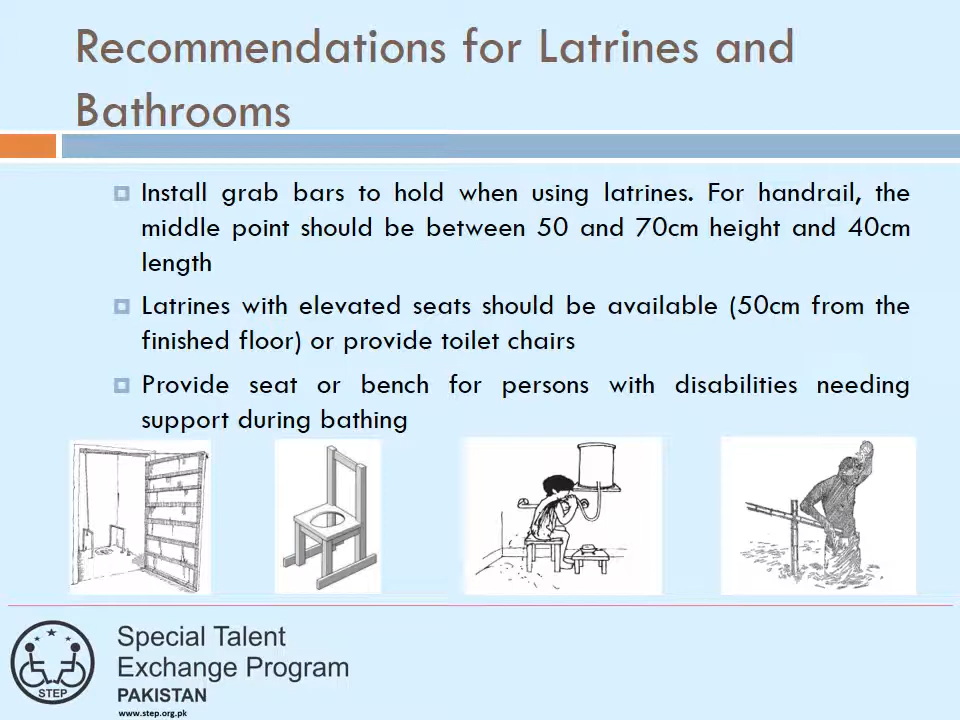 Recommendations for Latrines and
Bathrooms
Install grab bars to hold when using latrines. For handrail, the
middle point should be between 50 and 70cm height and 40cm
length
Latrines with elevated seats should be available (50cm from the
finished floor) or provide toilet chairs
Provide seat or bench for persons with disabilities needing
support during bathing
STEP
Special Talent
Exchange Program
PAKISTAN
www.step.org.pk